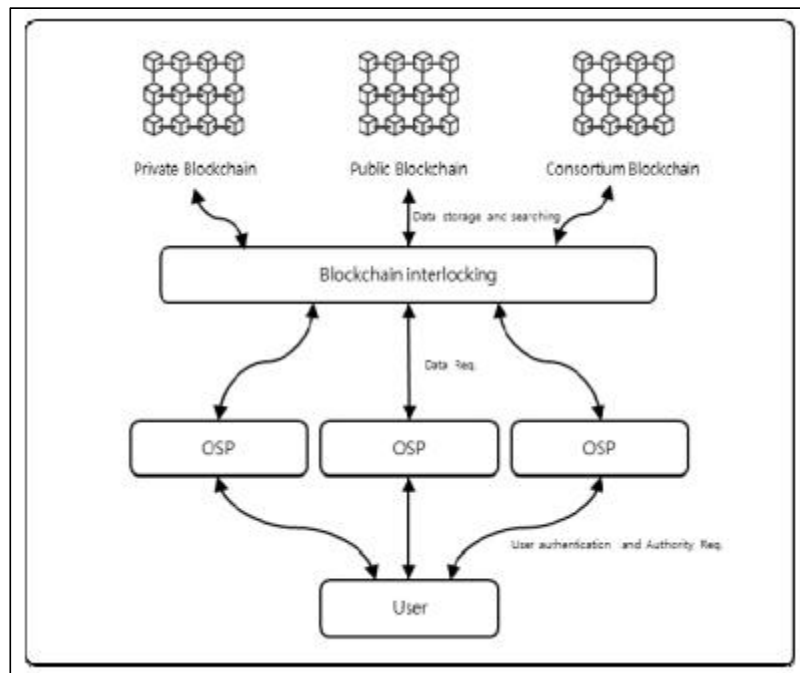 Private Blockchain
Public Blockchain
Consortium Blockchain
Data storage and searching
Blockchain interlocking
Data Req.
OSP
OSP
OSP
User authentication and Authority Req.
User